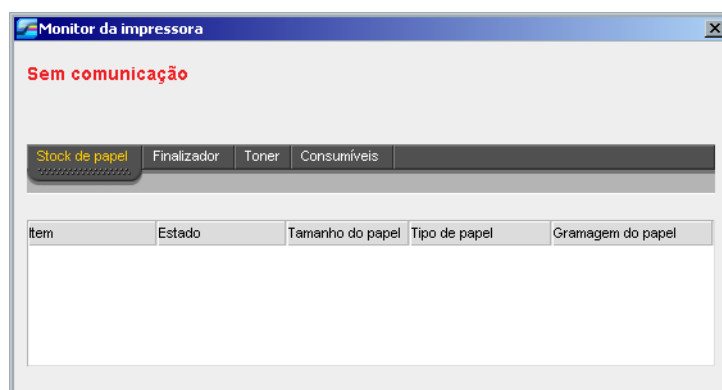 Monitor da impressora
Sem comunicação
Stock de papel Finalizador Toner Consumíveis
Item Estado Tamanho do papel Tipo de papel Gramagem do papel